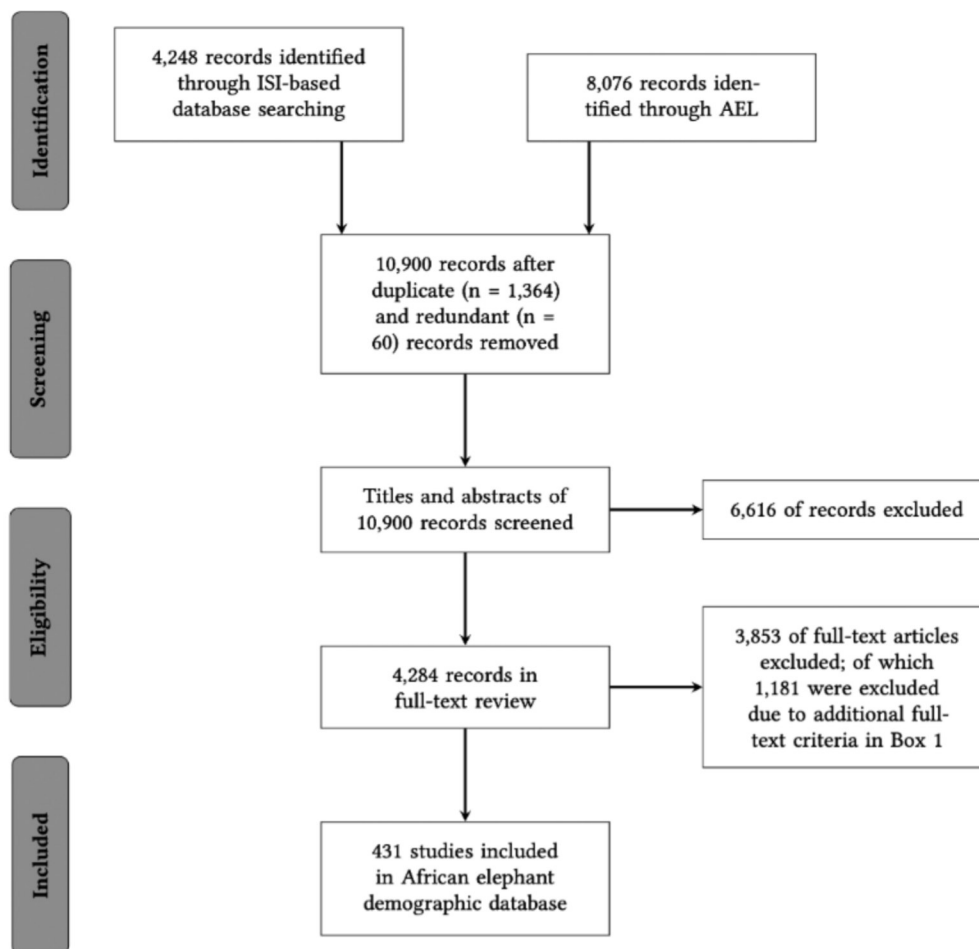 Identification
4,248 records identified
through ISI-based
database searching
8,076 records iden-
tified through AEL
Screening
10,900 records after
duplicate (n = 1,364)
and redundant (n =
60) records removed
Titles and abstracts of
10,900 records screened
6,616 of records excluded
Eligibility
4,284 records in
full-text review
3,853 of full-text articles
excluded; of which
1,181 were excluded
due to additional full-
text criteria in Box 1
Included
431 studies included
in African elephant
demographic database